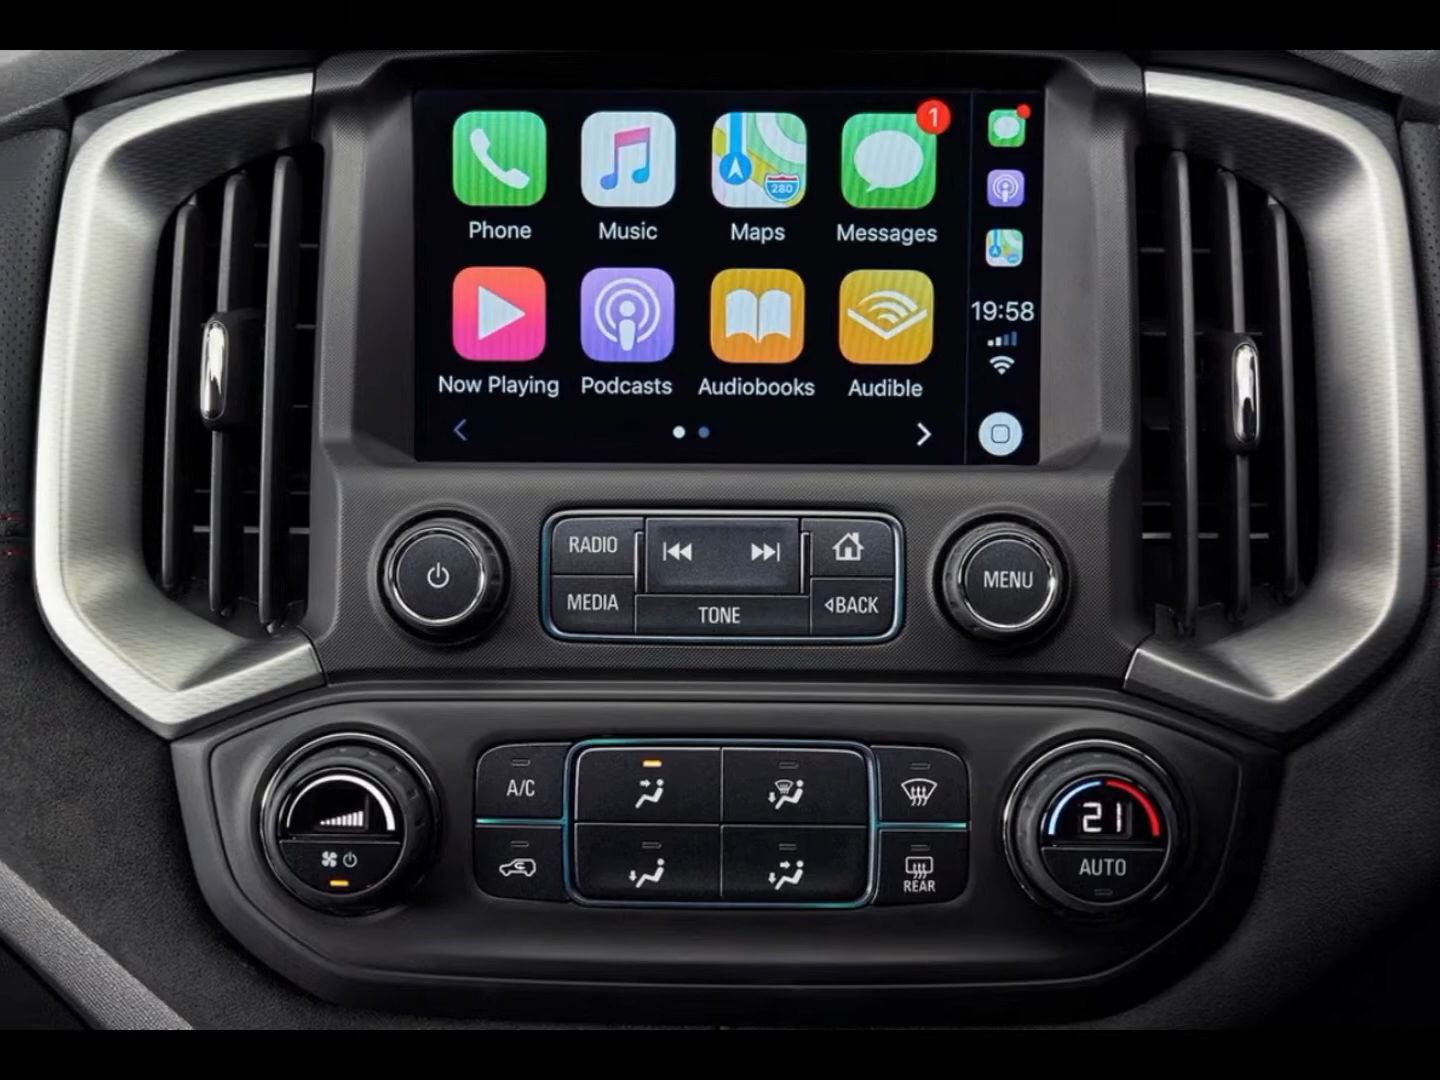 1
280
Phone
Music
Maps
Messages
Now Playing
Podcasts
Audiobooks
Audible
19:58
RADIO
MEDIA
TONE
BACK
MENU
A/C
REAR
21
AUTO